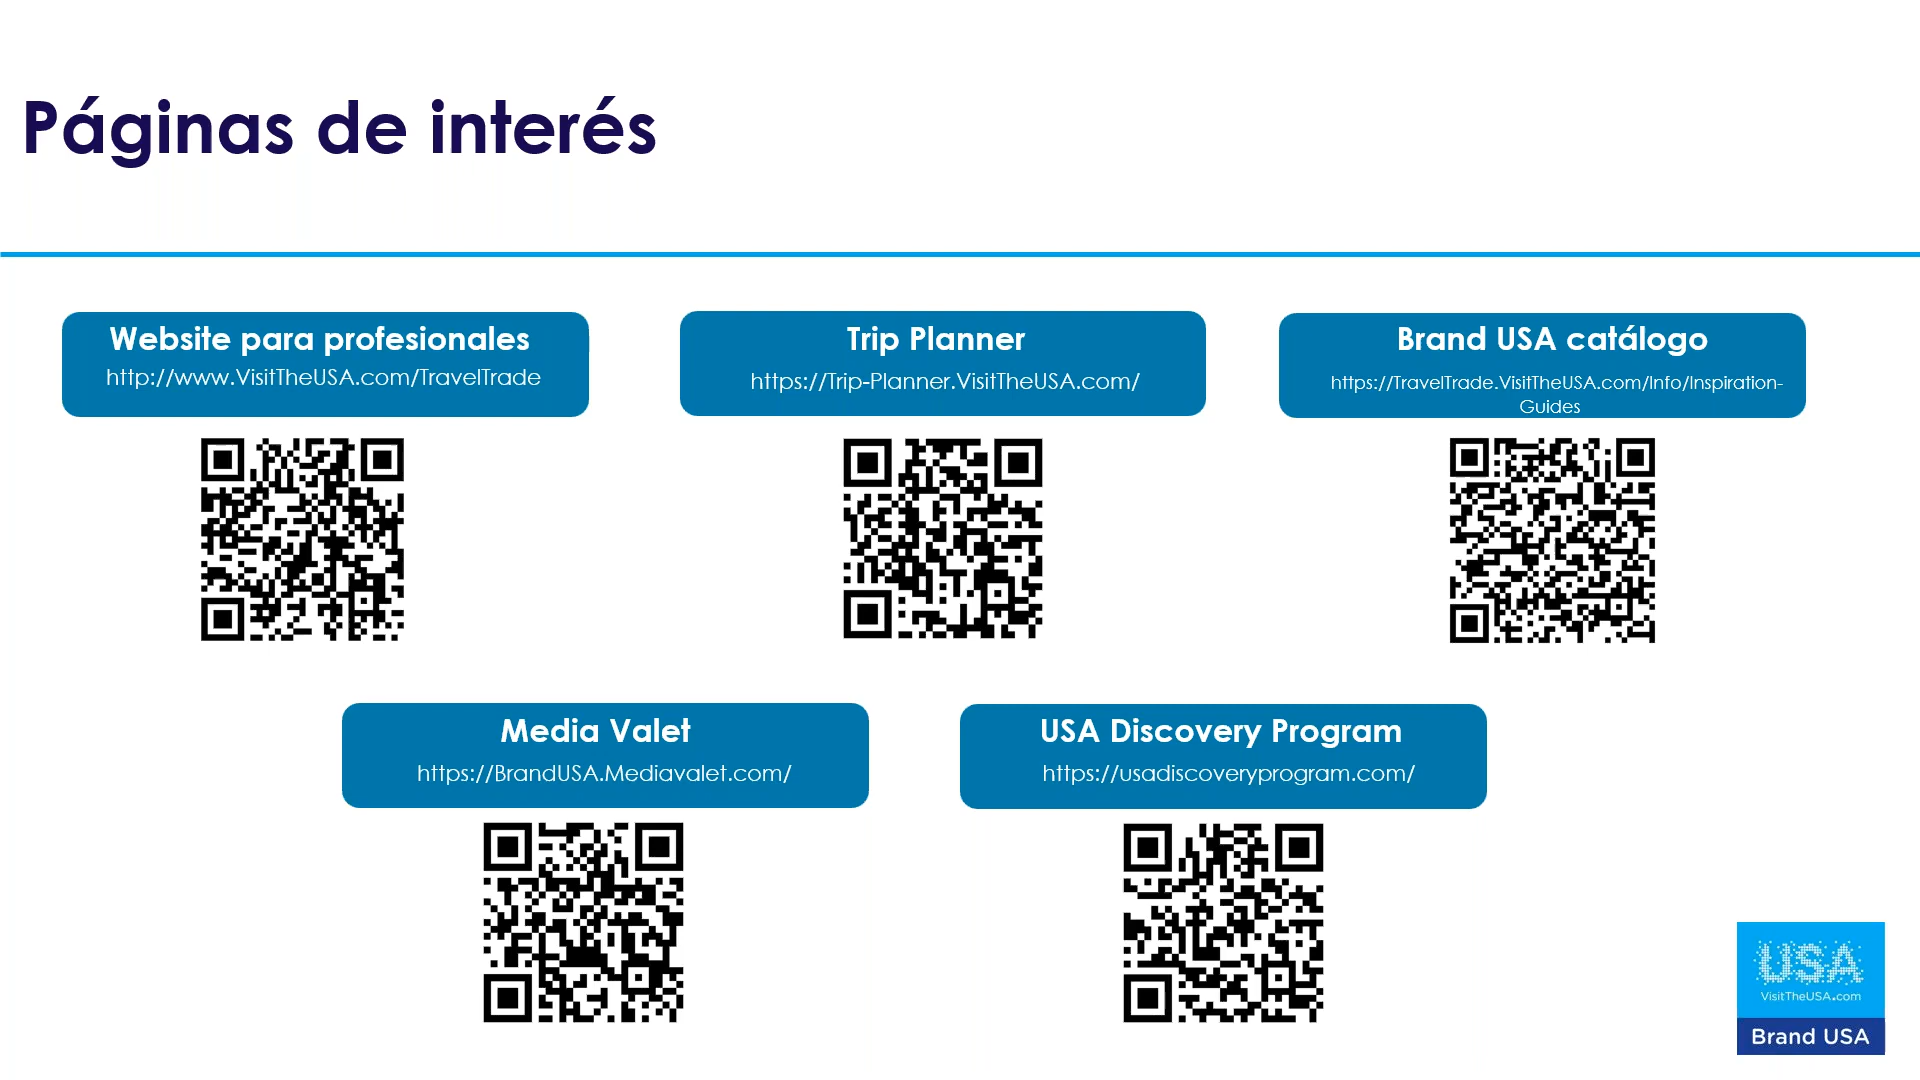 Páginas de interés
Website para profesionales
http://www.VisitTheUSA.com/TravelTrade
Trip Planner
https://Trip-Planner.VisitTheUSA.com/
Brand USA catálogo
https://TravelTrade.VisitTheUSA.com/Info/Inspiration-
Guides
Media Valet
https://BrandUSA.Mediavalet.com/
USA Discovery Program
https://usadiscoveryprogram.com/
USA
VisitTheUSA.com
Brand USA